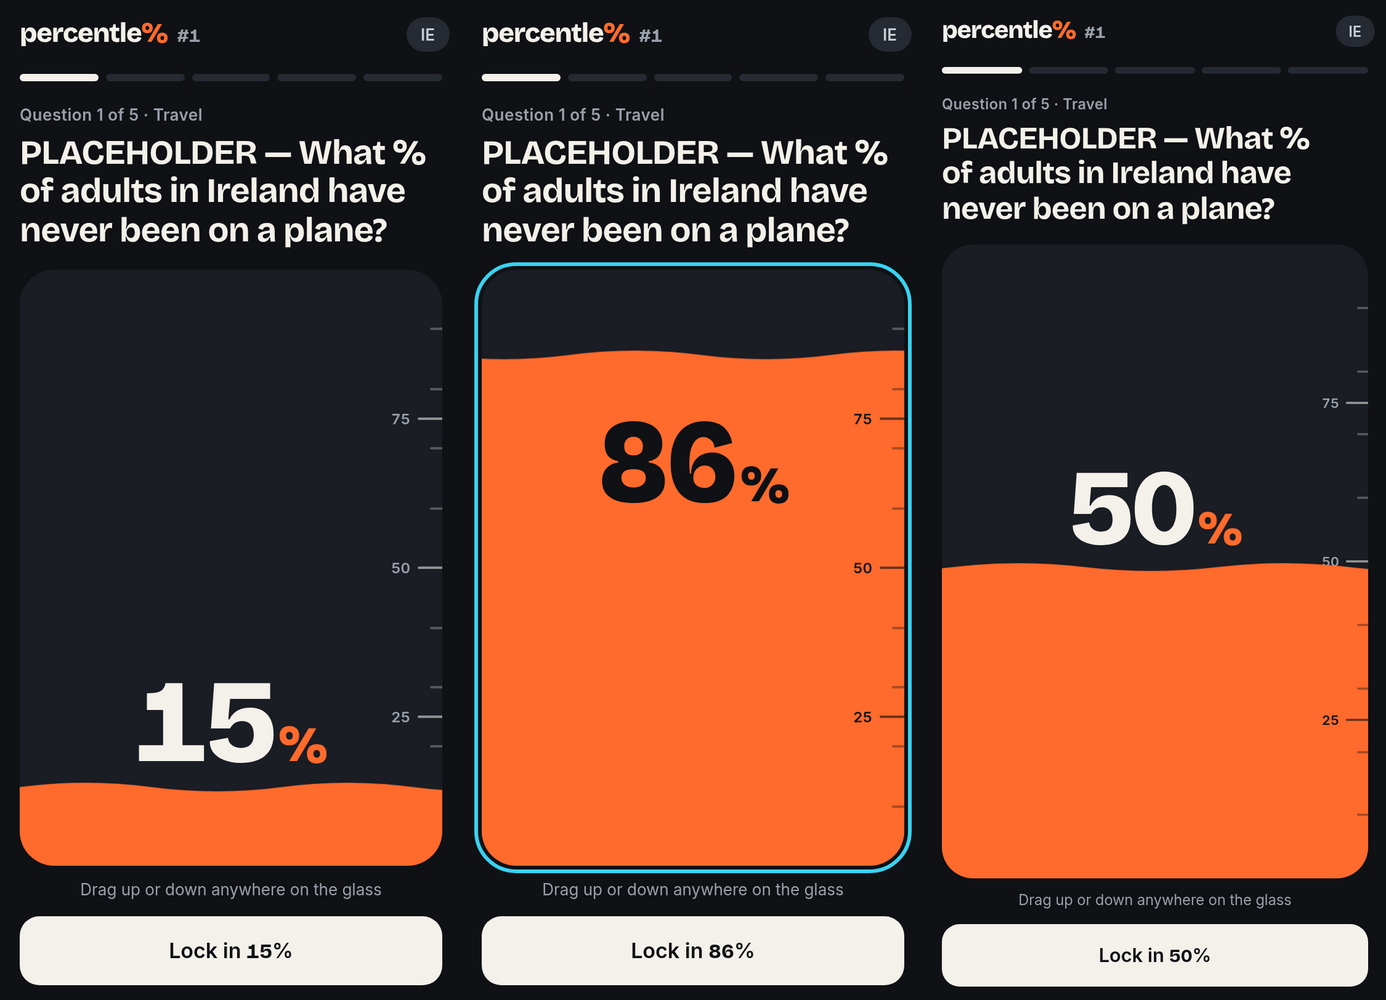 percentle% #1
IE
Question 1 of 5 · Travel
PLACEHOLDER — What %
of adults in Ireland have
never been on a plane?
75
50
25
15%
Drag up or down anywhere on the glass
Lock in 15%
percentle% #1
IE
Question 1 of 5 · Travel
PLACEHOLDER — What %
of adults in Ireland have
never been on a plane?
75
86%
50
25
Drag up or down anywhere on the glass
Lock in 86%
percentle% #1
IE
Question 1 of 5 · Travel
PLACEHOLDER — What %
of adults in Ireland have
never been on a plane?
75
50%
50
25
Drag up or down anywhere on the glass
Lock in 50%